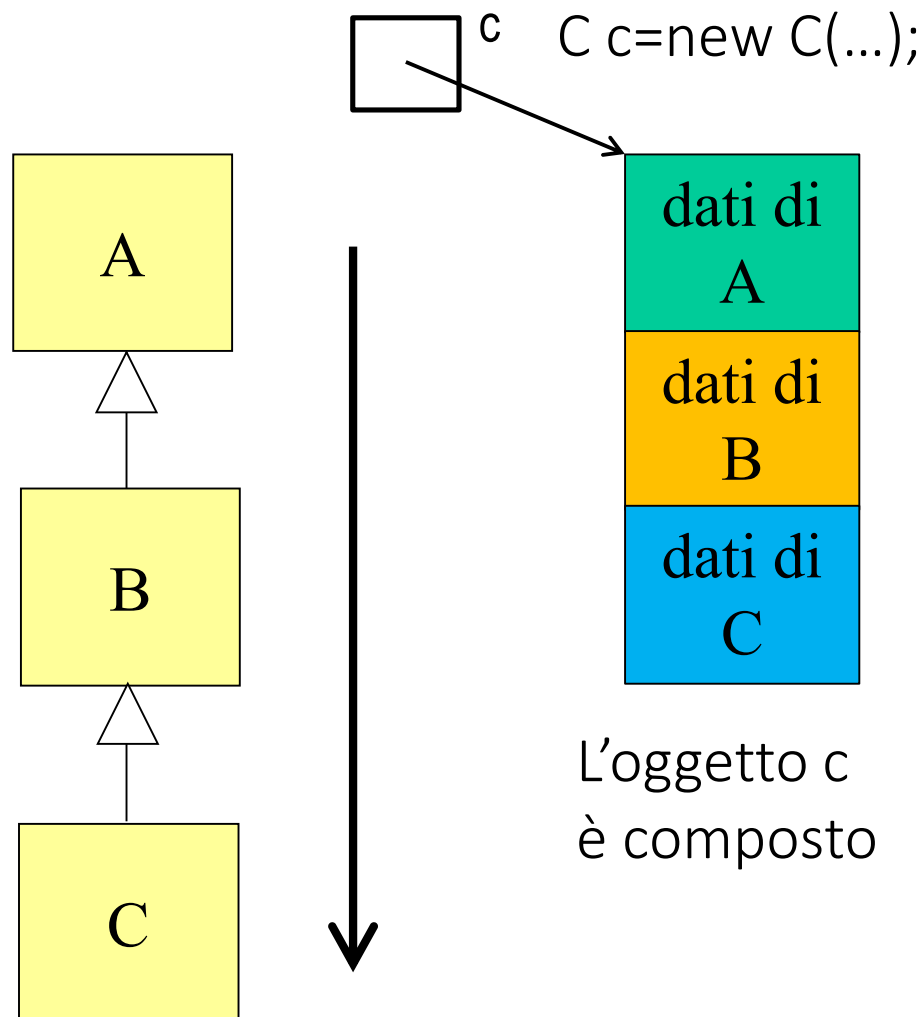 c
C c=new C(...);
A
dati di
A
dati di
B
B
dati di
C
L'oggetto c
è composto
C